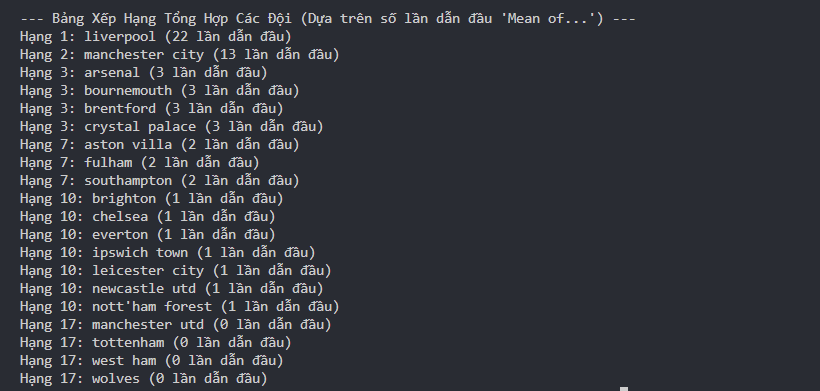 --- Bảng Xếp Hạng Tổng Hợp Các Đội (Dựa trên số lần dẫn đầu 'Mean of...') ---
Hạng 1: liverpool (22 lần dẫn đầu)
Hạng 2: manchester city (13 lần dẫn đầu)
Hạng 3: arsenal (3 lần dẫn đầu)
Hạng 3: bournemouth (3 lần dẫn đầu)
Hạng 3: brentford (3 lần dẫn đầu)
Hạng 3: crystal palace (3 lần dẫn đầu)
Hạng 7: aston villa (2 lần dẫn đầu)
Hạng 7: fulham (2 lần dẫn đầu)
Hạng 7: southampton (2 lần dẫn đầu)
Hạng 10: brighton (1 lần dẫn đầu)
Hạng 10: chelsea (1 lần dẫn đầu)
Hạng 10: everton (1 lần dẫn đầu)
Hạng 10: ipswich town (1 lần dẫn đầu)
Hạng 10: leicester city (1 lần dẫn đầu)
Hạng 10: newcastle utd (1 lần dẫn đầu)
Hạng 10: nott'ham forest (1 lần dẫn đầu)
Hạng 17: manchester utd (0 lần dẫn đầu)
Hạng 17: tottenham (0 lần dẫn đầu)
Hạng 17: west ham (0 lần dẫn đầu)
Hạng 17: wolves (0 lần dẫn đầu)